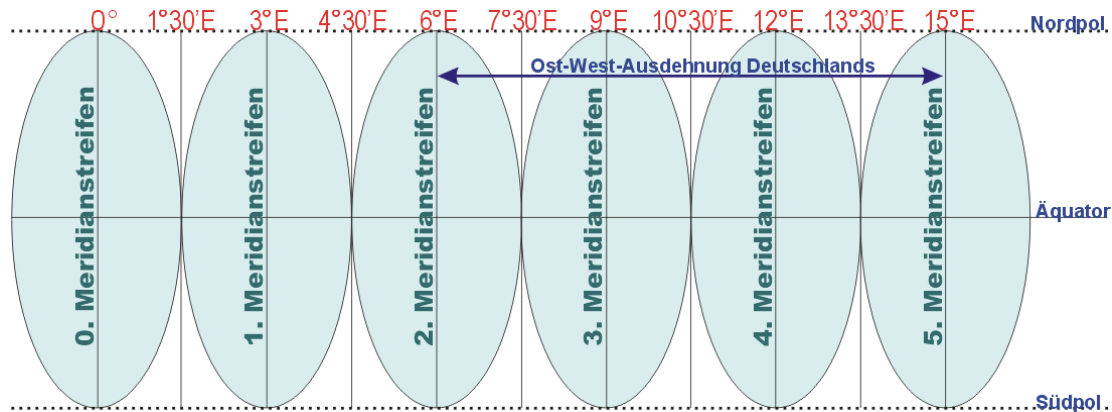 0° 1°30'E 3°E 4°30'E 6°E 7°30'E 9°E 10°30'E 12°E 13°30'E 15°E
Nordpol
Ost-West-Ausdehnung Deutschlands
0. Meridianstreifen
1. Meridianstreifen
2. Meridianstreifen
3. Meridianstreifen
4. Meridianstreifen
5. Meridianstreifen
Äquator
Südpol